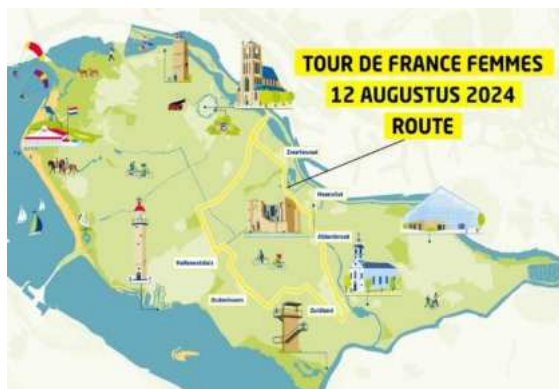 TOUR DE FRANCE FEMMES
12 AUGUSTUS 2024
ROUTE
Zwartewaal
Heenvliet
Abbenbroek
Hellevoetsluis
Oudenhoorn
Zuidland